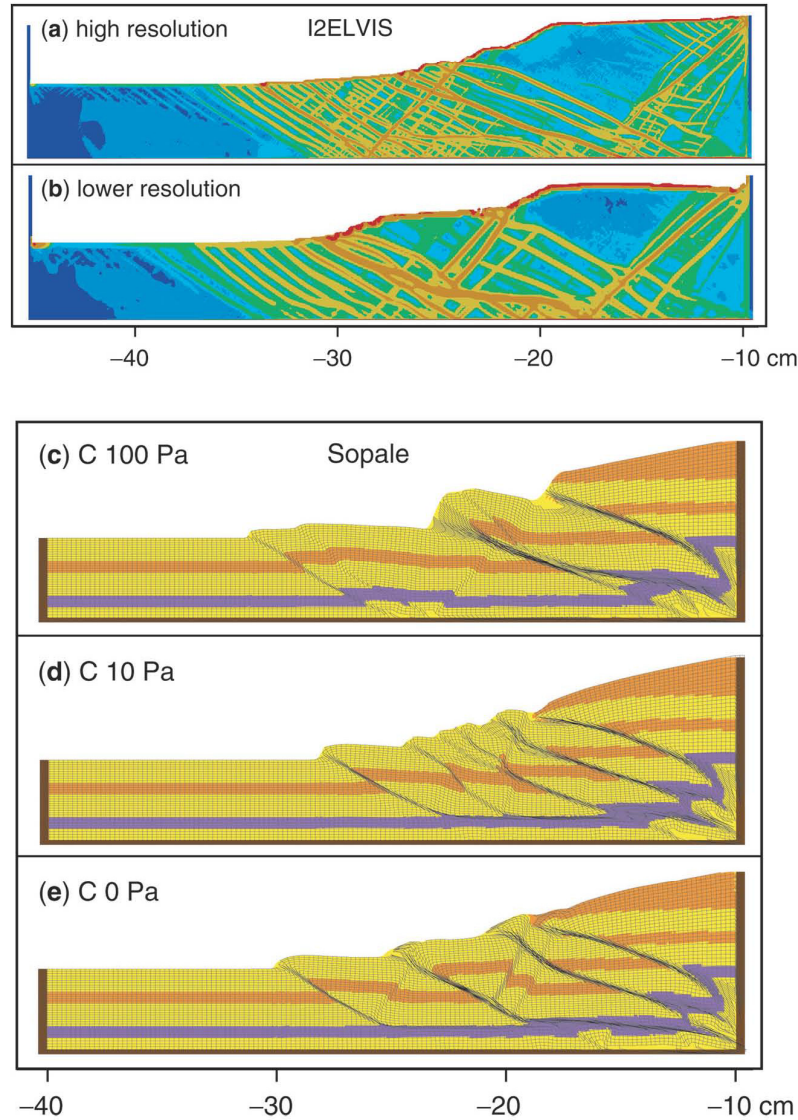 (a) high resolution I2ELVIS
(b) lower resolution
−40 −30 −20 −10 cm
(c) C 100 Pa Sopale
(d) C 10 Pa
(e) C 0 Pa
−40 −30 −20 −10